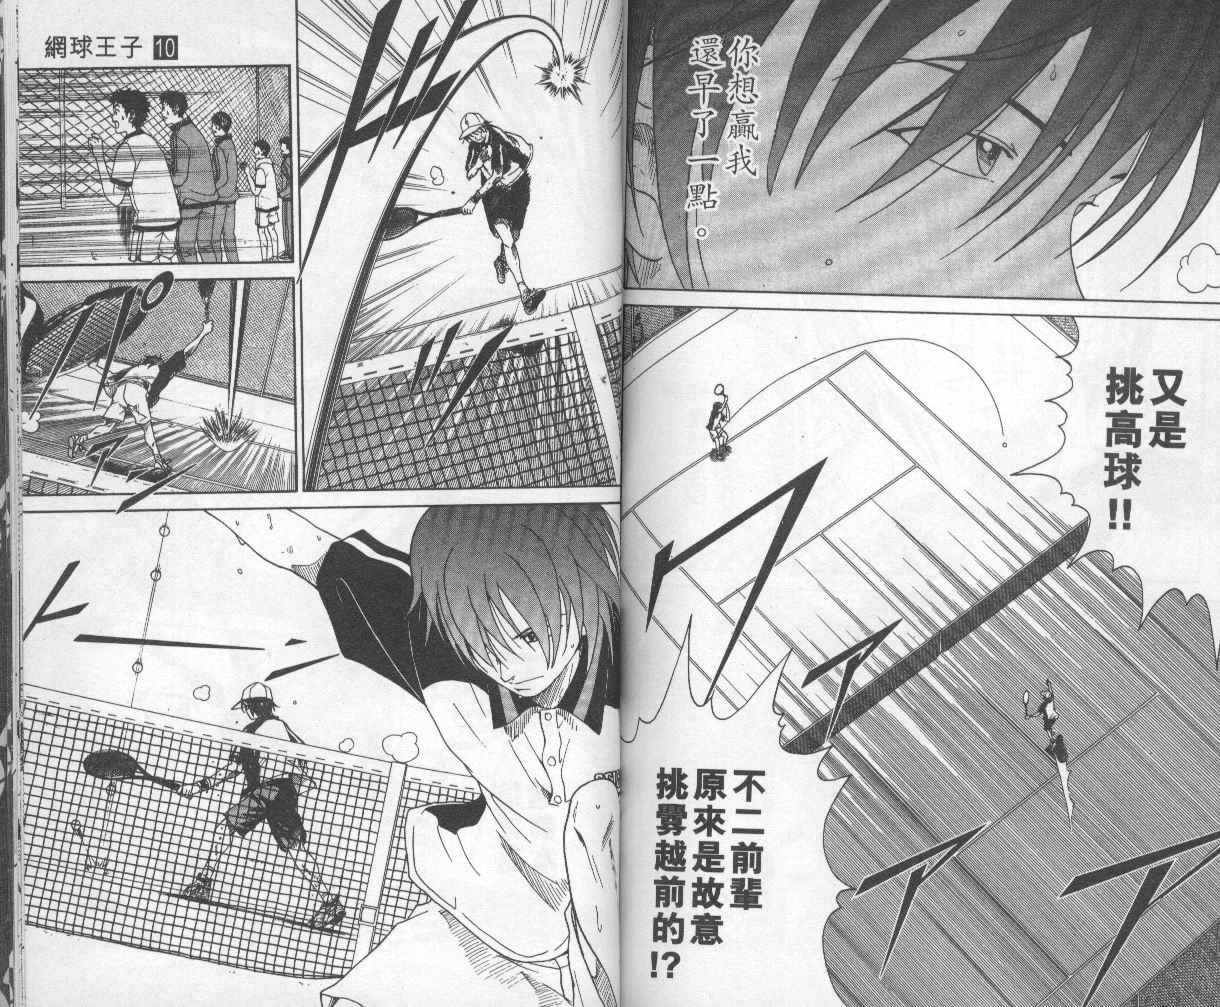 你想贏我
還早了一點。
又是
挑高球!!
不二前輩
原來是故意
挑釁越前的!?
網球王子 10